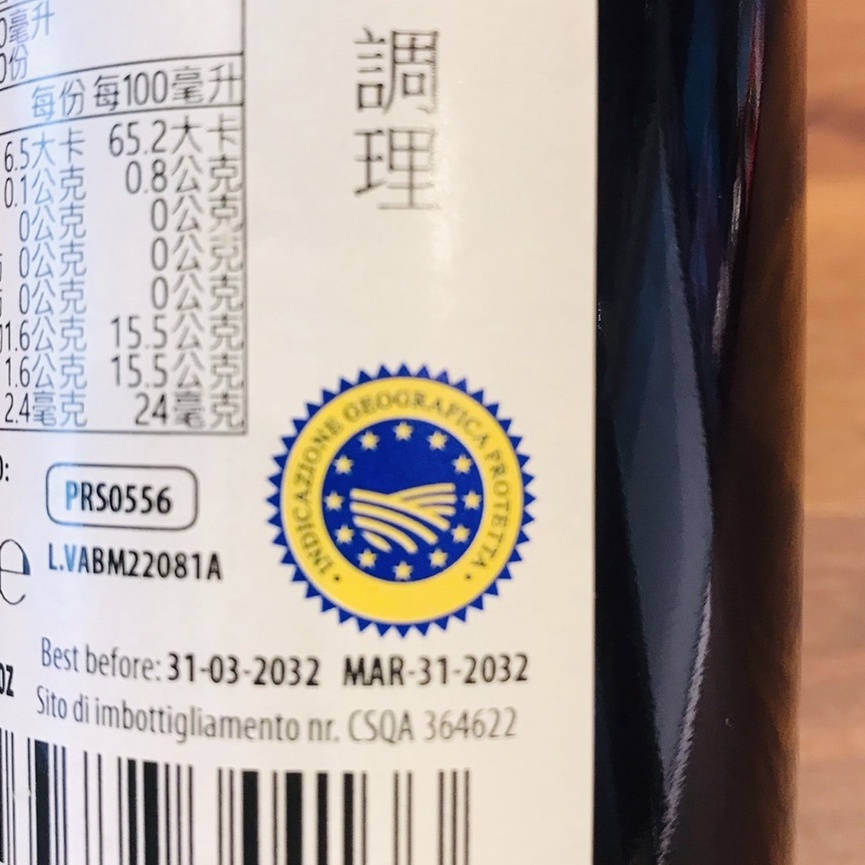 0毫升
0份
每份 每100毫升
6.5大卡 65.2大卡
0.1公克 0.8公克
0公克 0公克
0公克 0公克
0公克 0公克
1.6公克 15.5公克
1.6公克 15.5公克
2.4毫克 24毫克
調
理
INDICAZIONE GEOGRAFICA PROTETTA
PRS0556
L.VABM22081A
e
Best before: 31-03-2032 MAR-31-2032
OZ
Sito di imbottigliamento nr. CSQA 364622